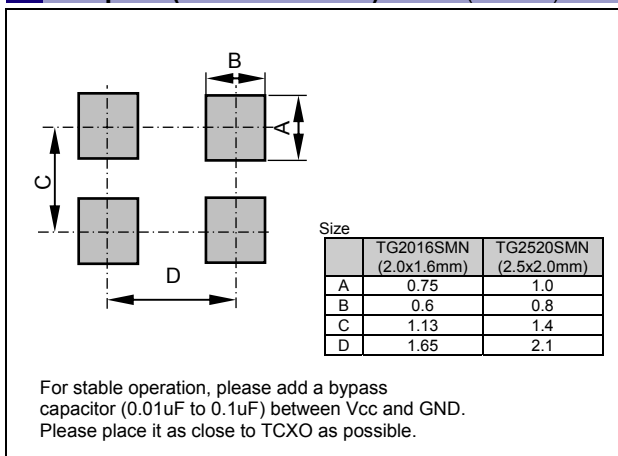 B
A
C
D
Size
TG2016SMN TG2520SMN
(2.0x1.6mm) (2.5x2.0mm)
A 0.75 1.0
B 0.6 0.8
C 1.13 1.4
D 1.65 2.1
For stable operation, please add a bypass
capacitor (0.01uF to 0.1uF) between Vcc and GND.
Please place it as close to TCXO as possible.